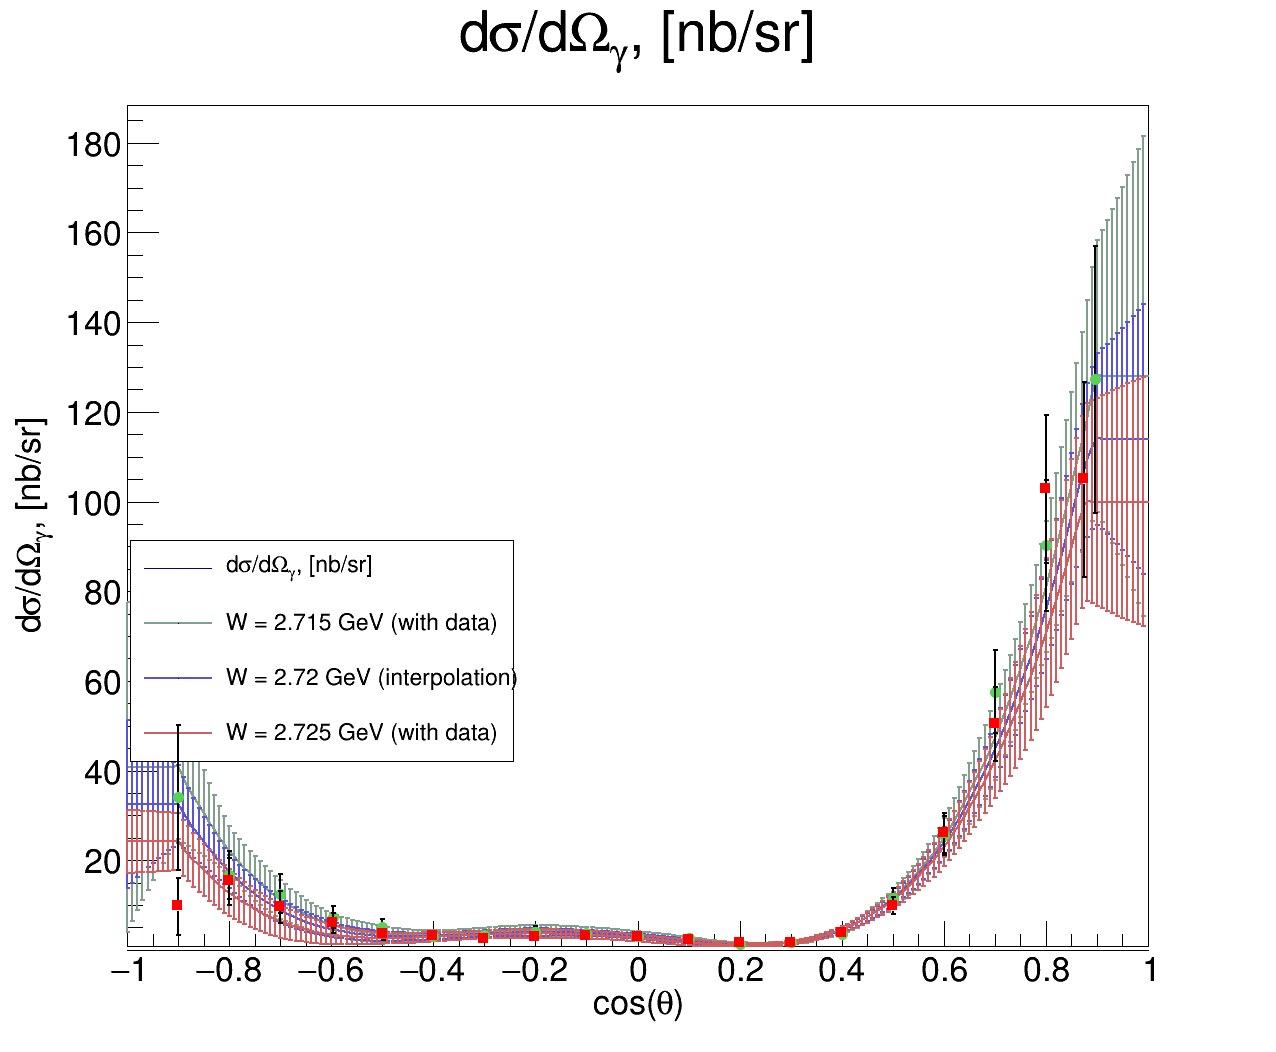 dσ/dΩγ, [nb/sr]
dσ/dΩγ, [nb/sr]
180
160
140
120
100
80
60
40
20
dσ/dΩγ, [nb/sr]
W = 2.715 GeV (with data)
W = 2.72 GeV (interpolation)
W = 2.725 GeV (with data)
−1 −0.8 −0.6 −0.4 −0.2 0 0.2 0.4 0.6 0.8 1
cos(θ)